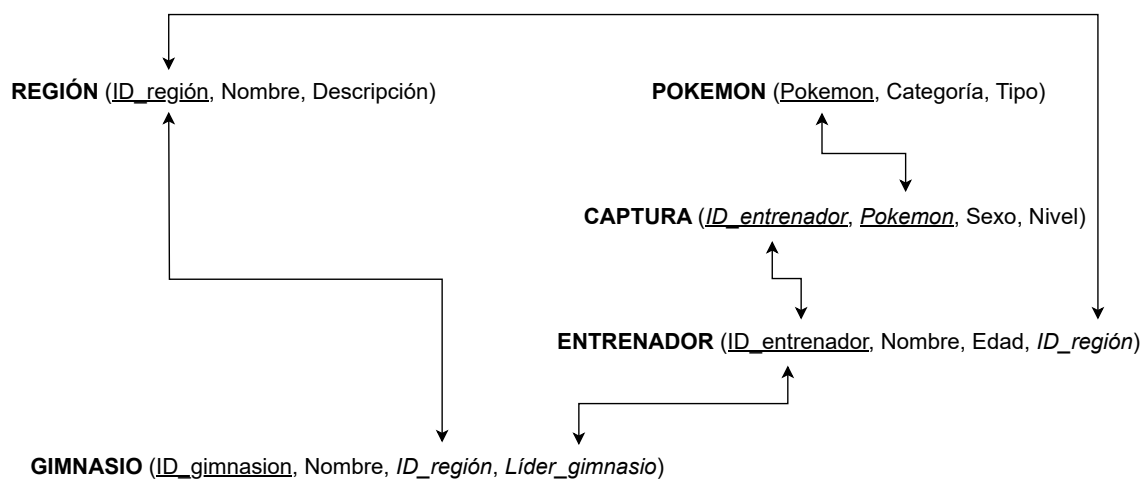 REGIÓN (ID_región, Nombre, Descripción)
POKEMON (Pokemon, Categoría, Tipo)
CAPTURA (ID_entrenador, Pokemon, Sexo, Nivel)
ENTRENADOR (ID_entrenador, Nombre, Edad, ID_región)
GIMNASIO (ID_gimnasion, Nombre, ID_región, Líder_gimnasio)